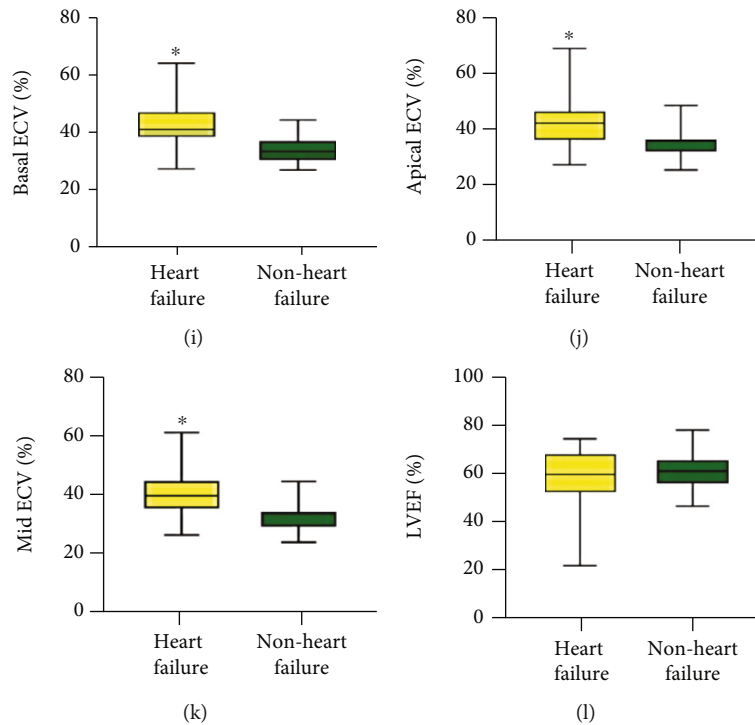 80
60
40
20
0
Basal ECV (%)
*
Heart
failure
Non-heart
failure
(i)
80
60
40
20
0
Apical ECV (%)
*
Heart
failure
Non-heart
failure
(j)
80
60
40
20
0
Mid ECV (%)
*
Heart
failure
Non-heart
failure
(k)
100
80
60
40
20
0
LVEF (%)
Heart
failure
Non-heart
failure
(l)